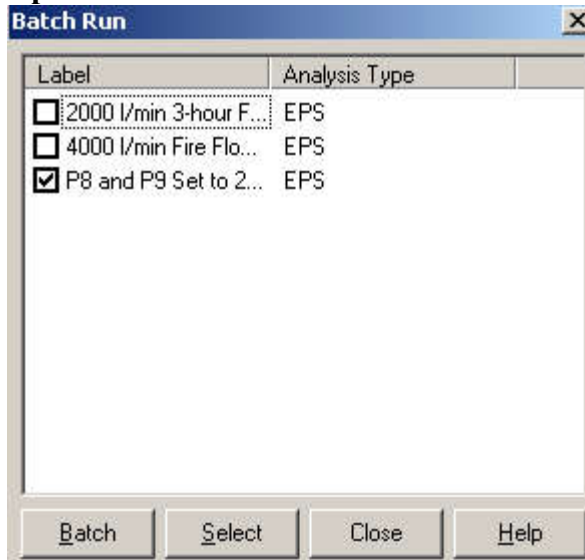 Batch Run
Label Analysis Type
2000 l/min 3-hour F... EPS
4000 l/min Fire Flo... EPS
P8 and P9 Set to 2... EPS
Batch Select Close Help